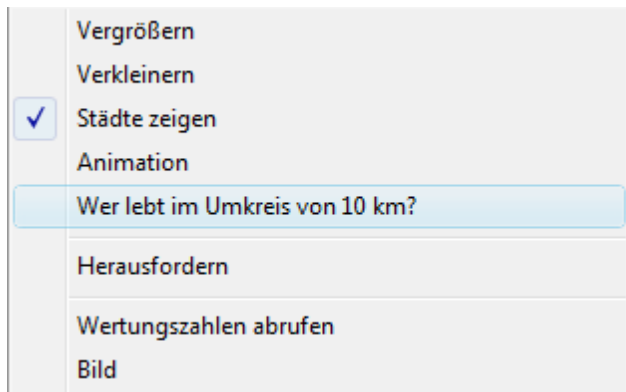 Vergrößern
Verkleinern
Städte zeigen
Animation
Wer lebt im Umkreis von 10 km?
Herausfordern
Wertungszahlen abrufen
Bild